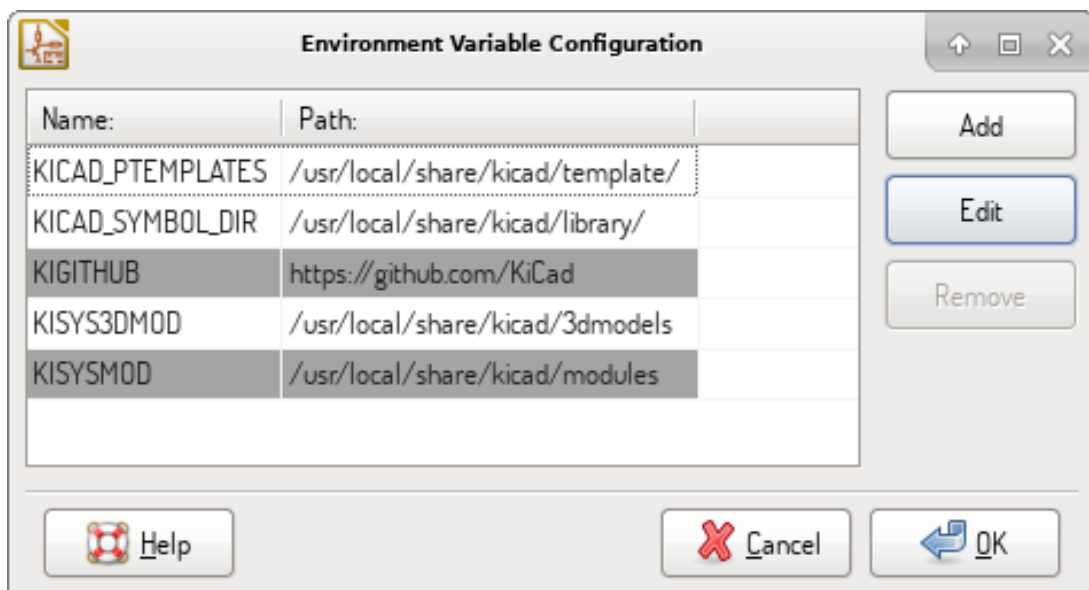 Environment Variable Configuration
Name: Path:
KICAD_PTEMPLATES /usr/local/share/kicad/template/
KICAD_SYMBOL_DIR /usr/local/share/kicad/library/
KIGITHUB https://github.com/KiCad
KISYS3DMOD /usr/local/share/kicad/3dmodels
KISYSMOD /usr/local/share/kicad/modules
Add
Edit
Remove
Help Cancel OK